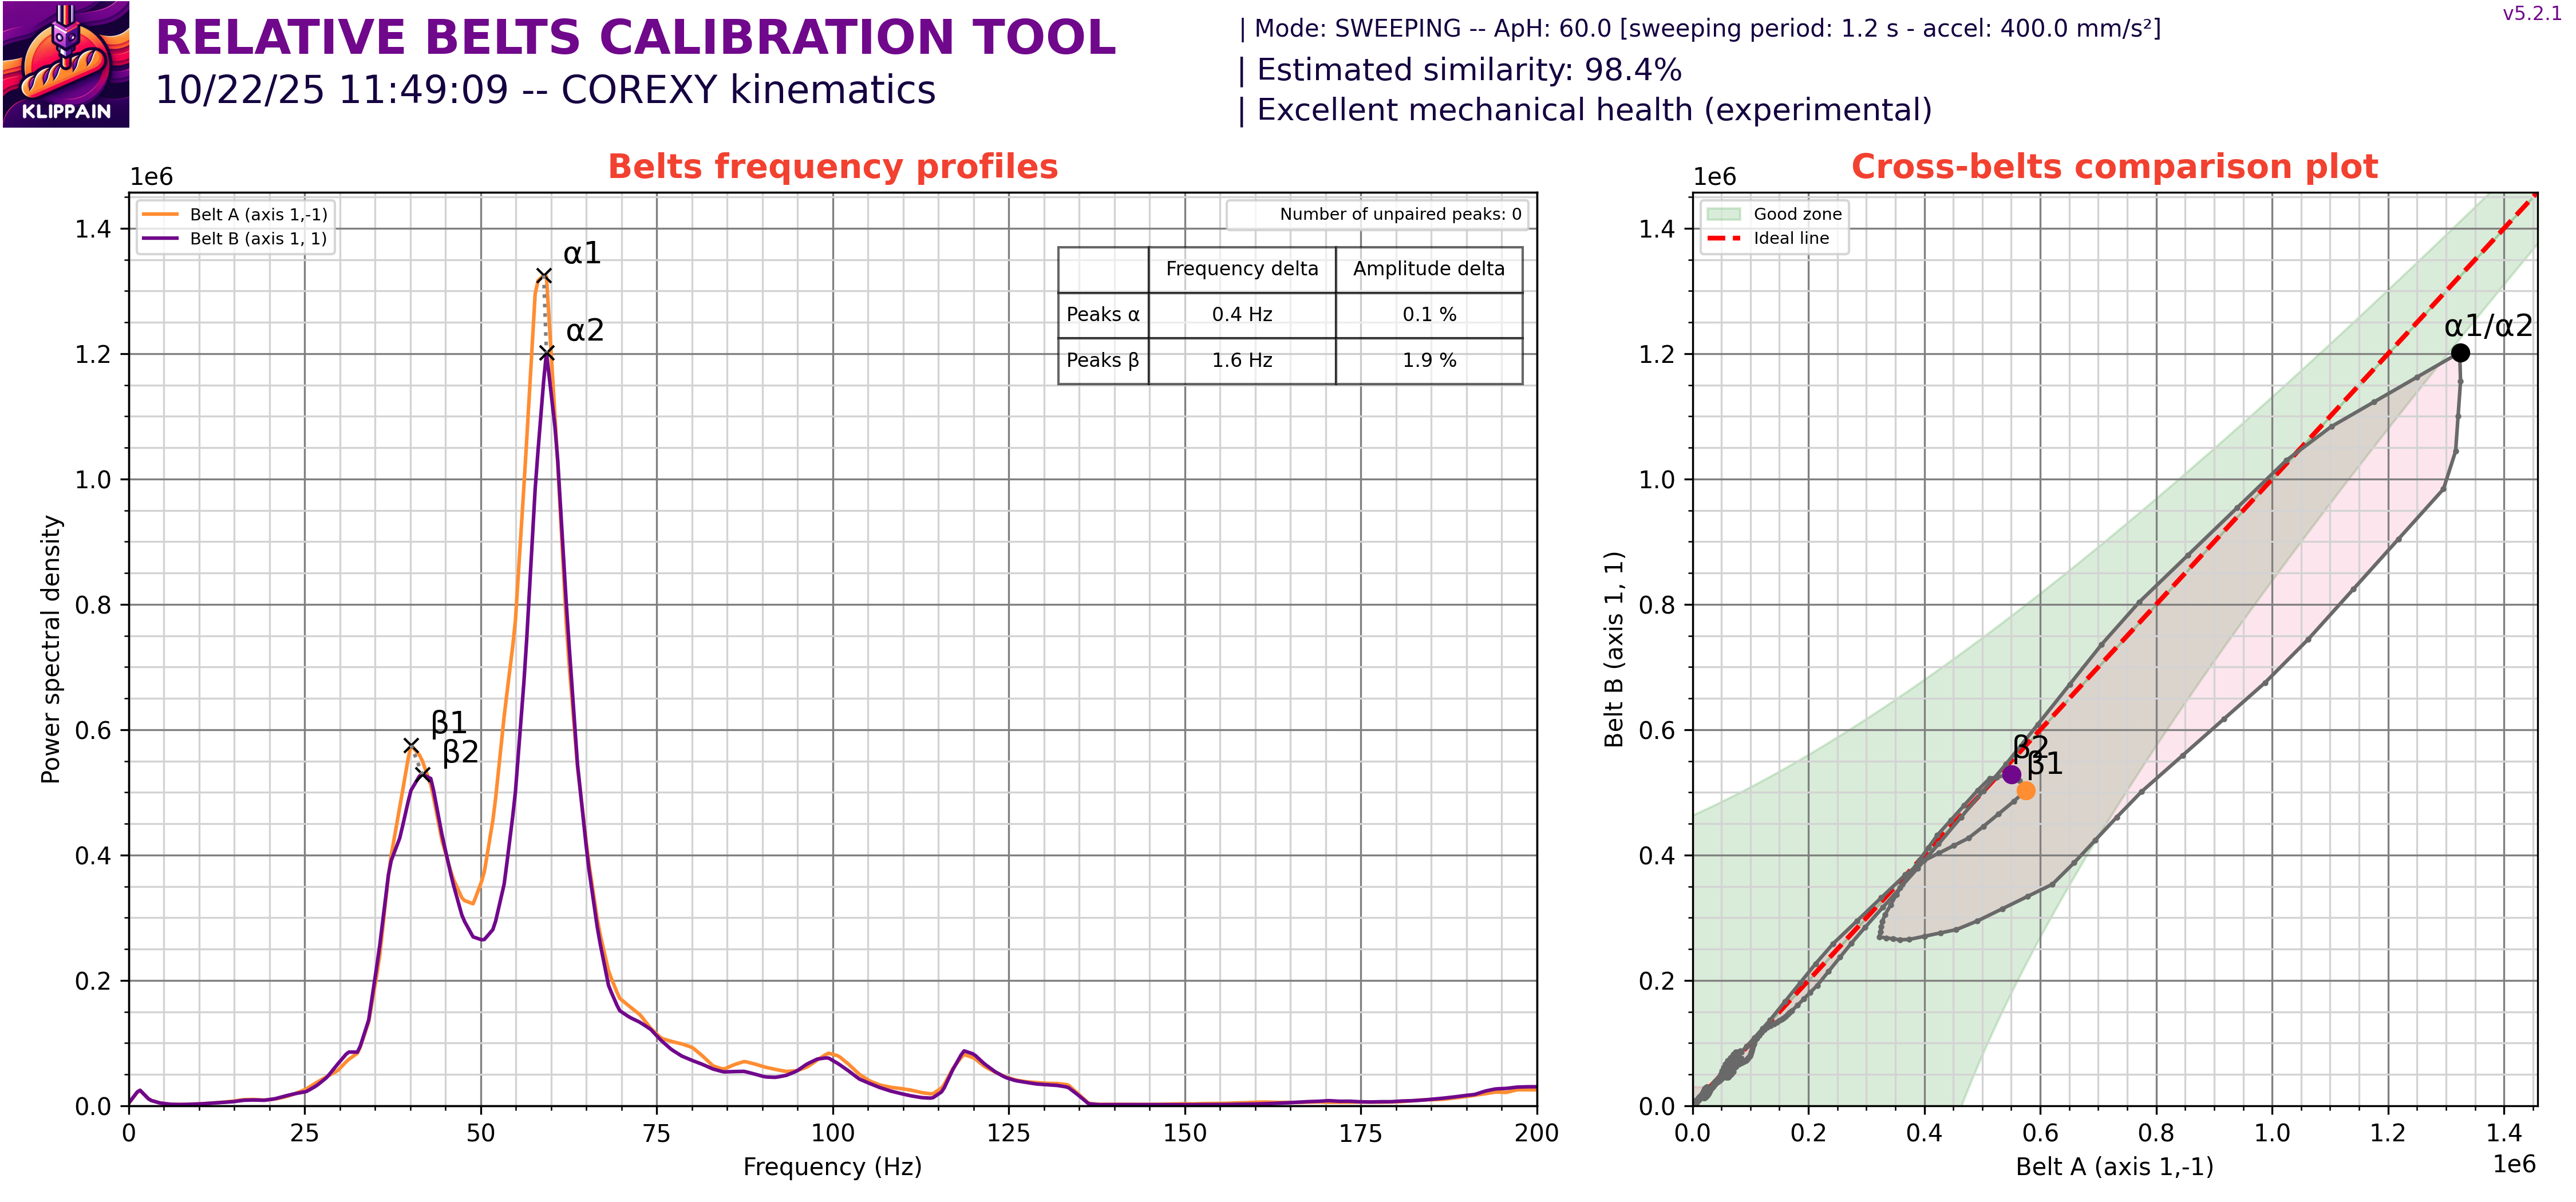 KLIPPAIN
RELATIVE BELTS CALIBRATION TOOL
10/22/25 11:49:09 -- COREXY kinematics
| Mode: SWEEPING -- ApH: 60.0 [sweeping period: 1.2 s - accel: 400.0 mm/s²]
| Estimated similarity: 98.4%
| Excellent mechanical health (experimental)
v5.2.1
Belts frequency profiles
1e6
Belt A (axis 1,-1)
Belt B (axis 1, 1)
Number of unpaired peaks: 0
Frequency delta Amplitude delta
Peaks α 0.4 Hz 0.1 %
Peaks β 1.6 Hz 1.9 %
α1
α2
β1
β2
Power spectral density
1.4
1.2
1.0
0.8
0.6
0.4
0.2
0.0
0 25 50 75 100 125 150 175 200
Frequency (Hz)
Cross-belts comparison plot
1e6
Good zone
Ideal line
α1/α2
β2
β1
Belt B (axis 1, 1)
1.4
1.2
1.0
0.8
0.6
0.4
0.2
0.0
0.0 0.2 0.4 0.6 0.8 1.0 1.2 1.4
1e6
Belt A (axis 1,-1)